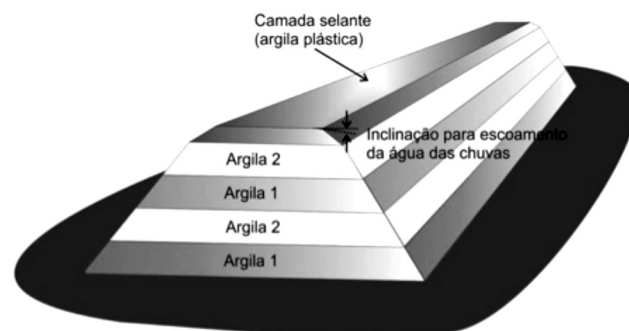 Camada selante
(argila plástica)
Inclinação para escoamento
da água das chuvas
Argila 2
Argila 1
Argila 2
Argila 1